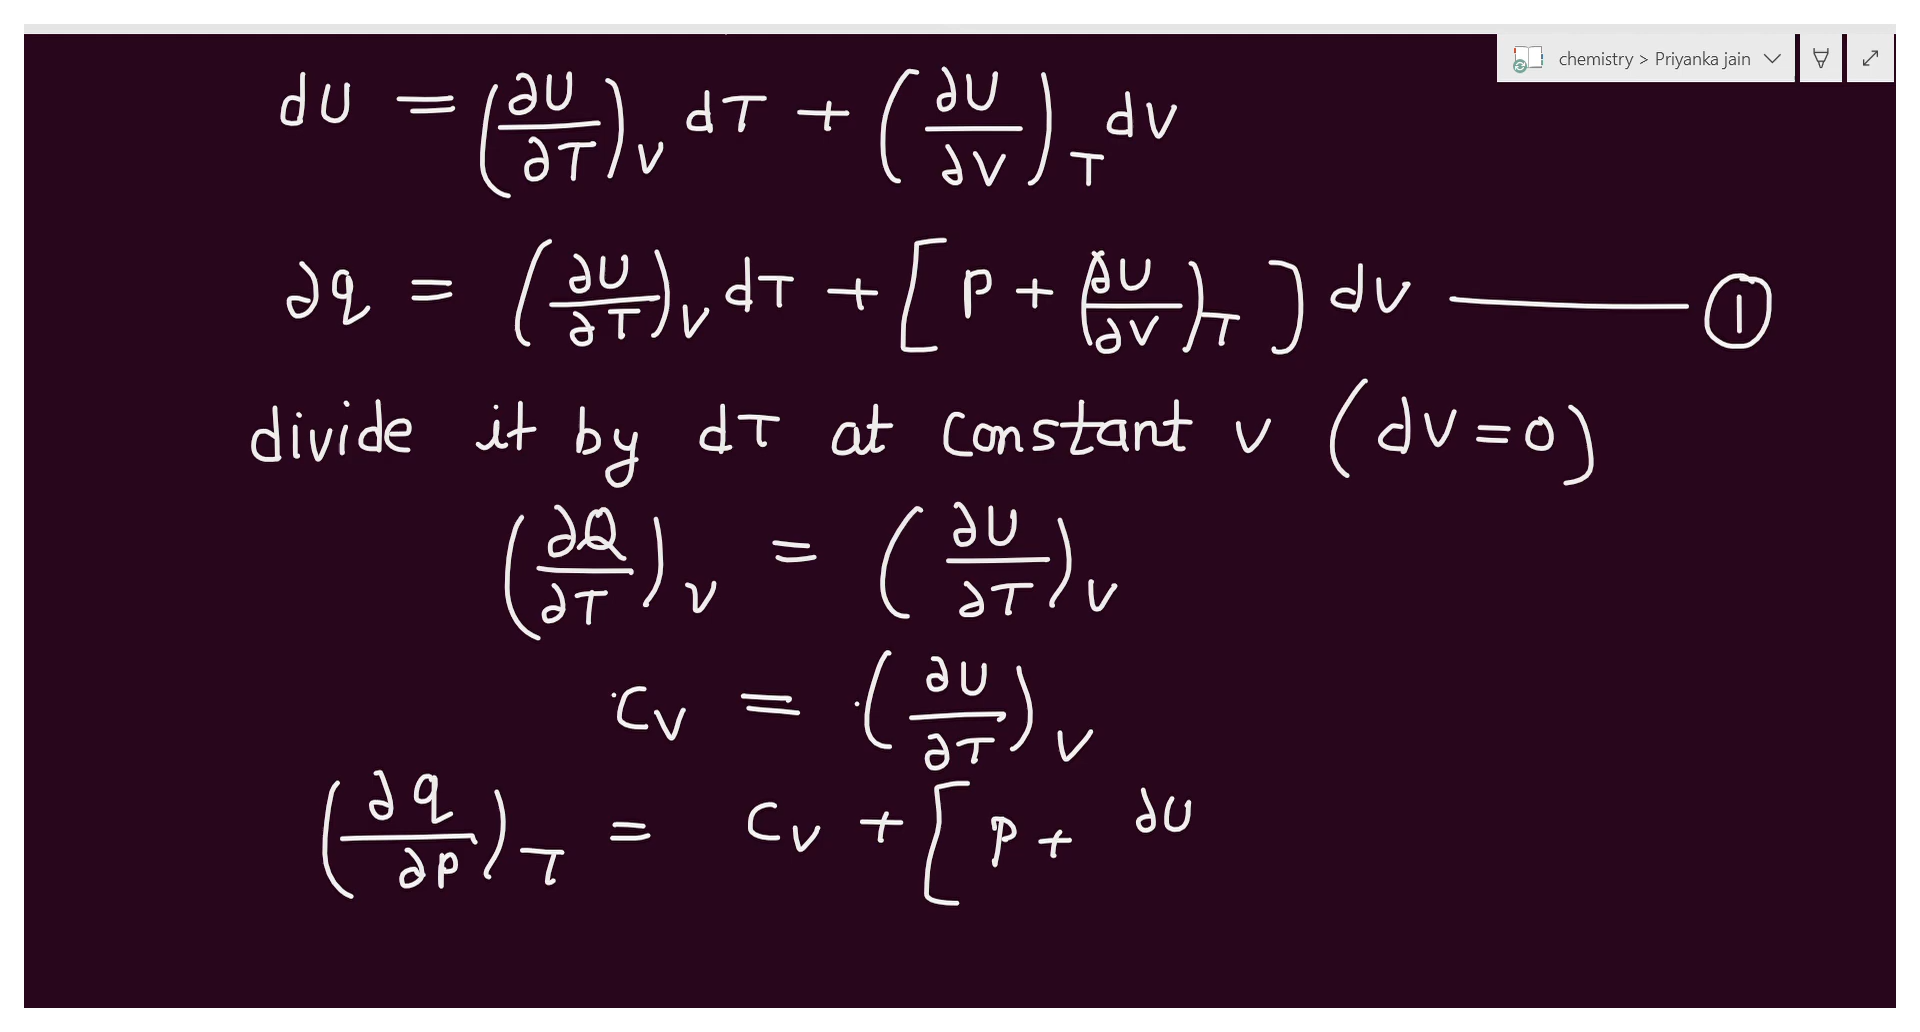 chemistry > Priyanka jain
dU = (∂U/∂T)_V dT + (∂U/∂V)_T dV
∂q = (∂U/∂T)_V dT + [P + (∂U/∂V)_T] dV ——— ①
divide it by dT at constant V (dV = 0)
(∂Q/∂T)_V = (∂U/∂T)_V
C_V = (∂U/∂T)_V
(∂q/∂P)_T = C_V + [P + ∂U